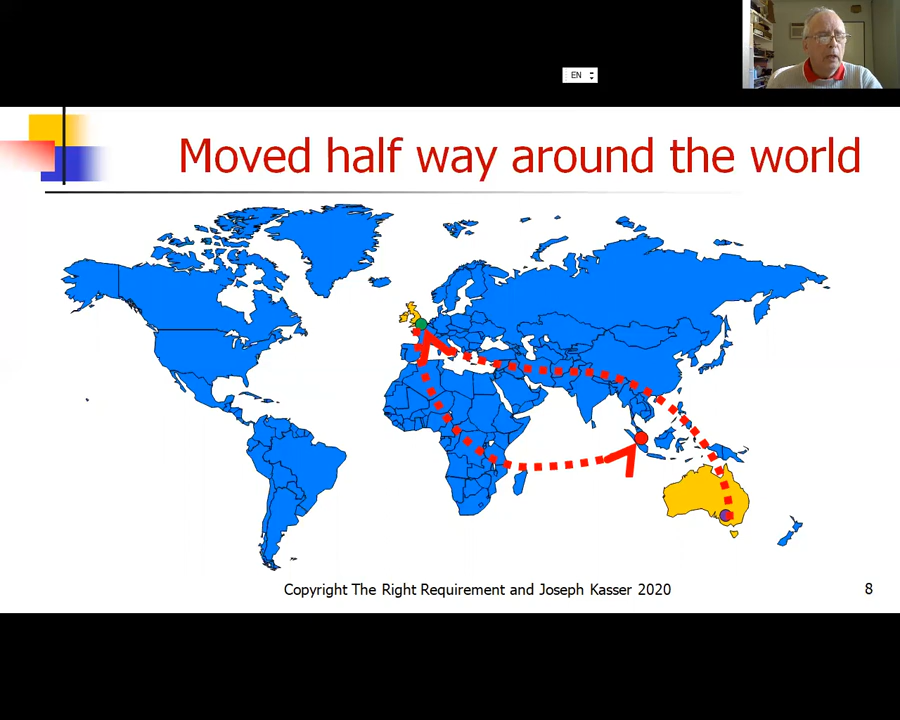 EN
Moved half way around the world
Copyright The Right Requirement and Joseph Kasser 2020
8